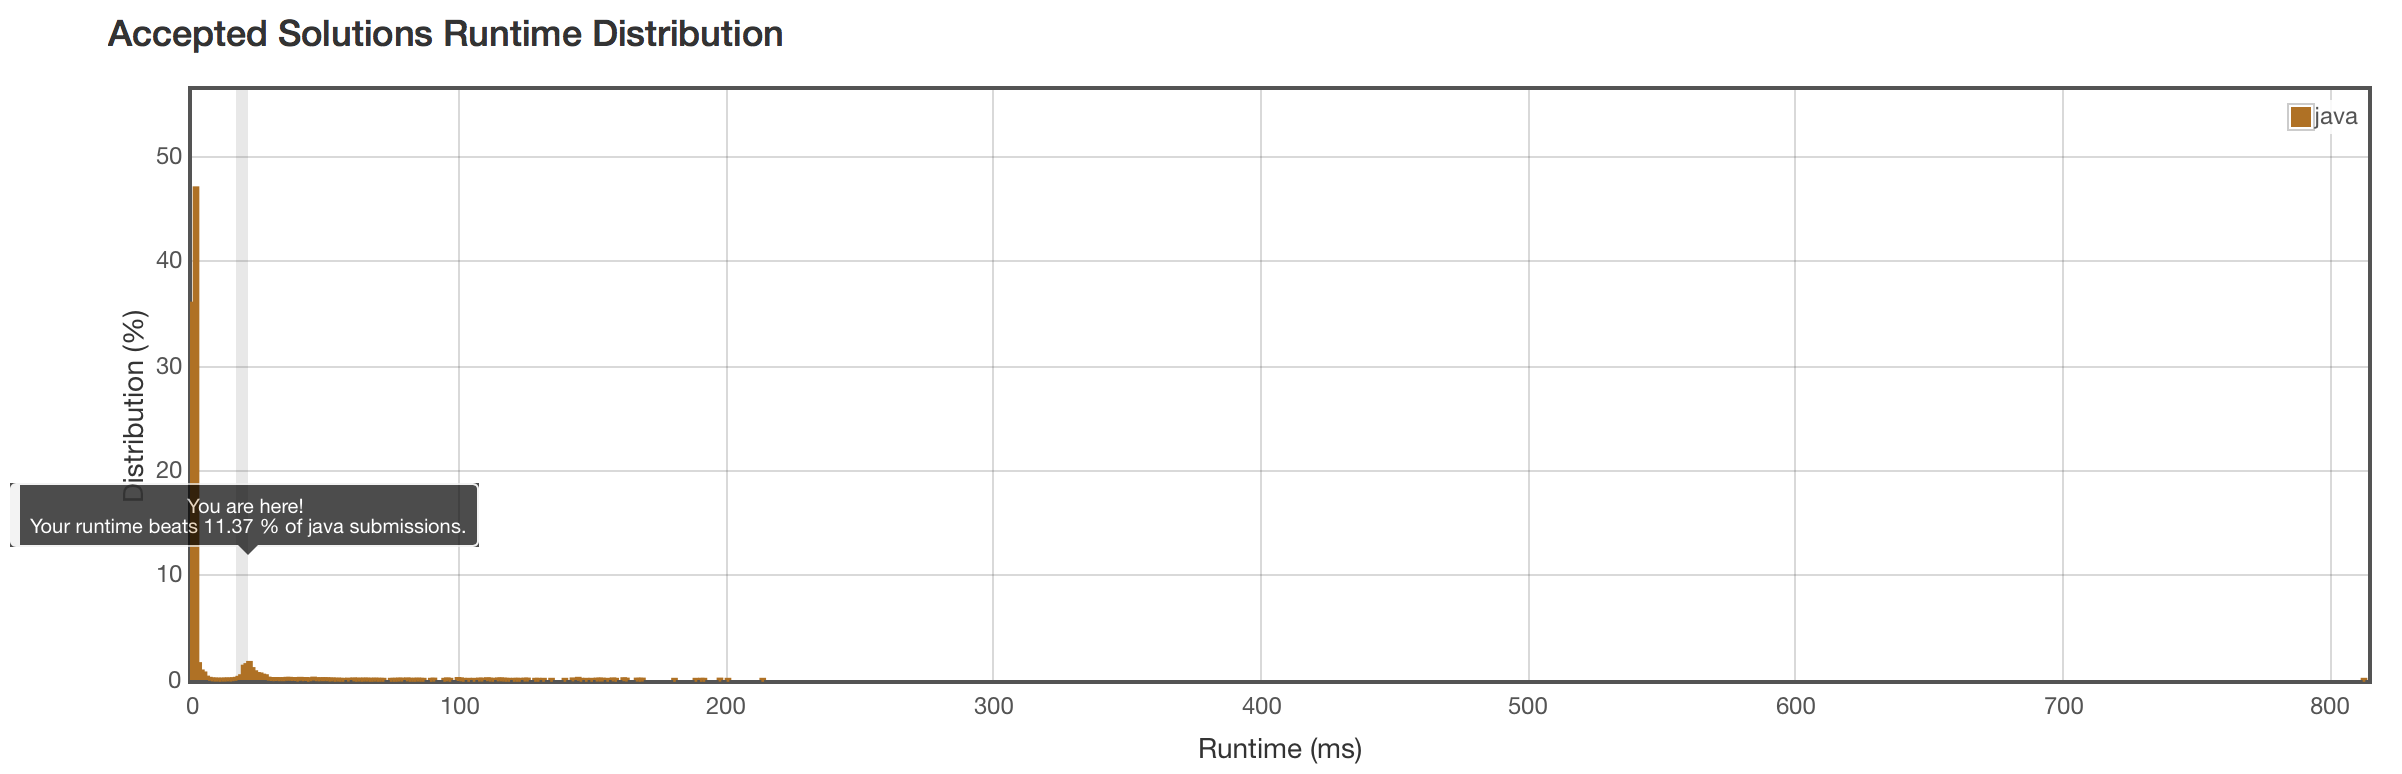 Accepted Solutions Runtime Distribution
java
Distribution (%)
50
40
30
20
10
0
You are here!
Your runtime beats 11.37 % of java submissions.
0 100 200 300 400 500 600 700 800
Runtime (ms)